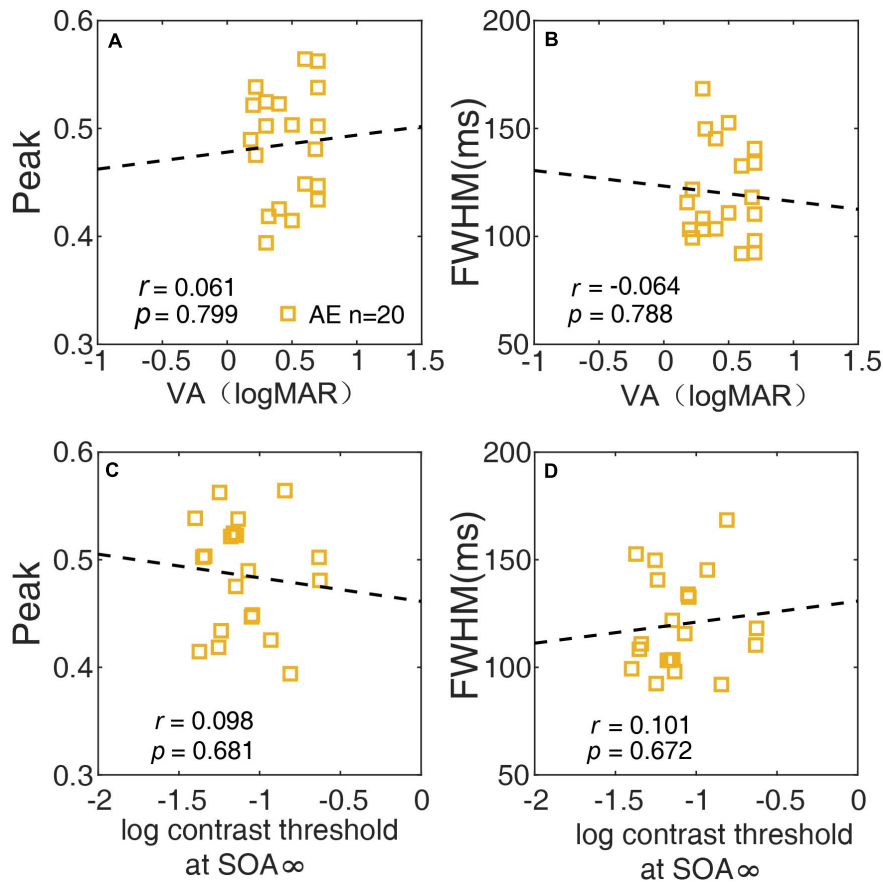 A
0.6
0.5
0.4
0.3
Peak
r = 0.061
p = 0.799
AE n=20
-1 -0.5 0 0.5 1 1.5
VA（logMAR）
B
200
150
100
50
FWHM(ms)
r = -0.064
p = 0.788
-1 -0.5 0 0.5 1 1.5
VA（logMAR）
C
0.6
0.5
0.4
0.3
Peak
r = 0.098
p = 0.681
-2 -1.5 -1 -0.5 0
log contrast threshold
at SOA∞
D
200
150
100
50
FWHM(ms)
r = 0.101
p = 0.672
-2 -1.5 -1 -0.5 0
log contrast threshold
at SOA∞